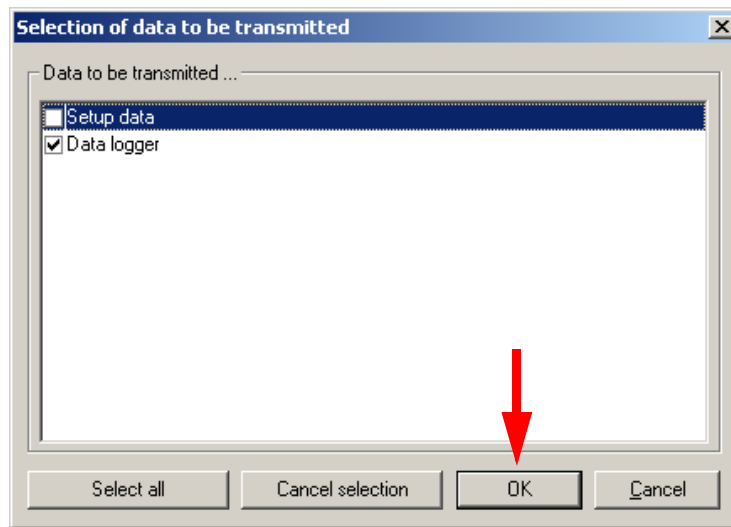 Selection of data to be transmitted
Data to be transmitted ...
Setup data
Data logger
Select all
Cancel selection
OK
Cancel